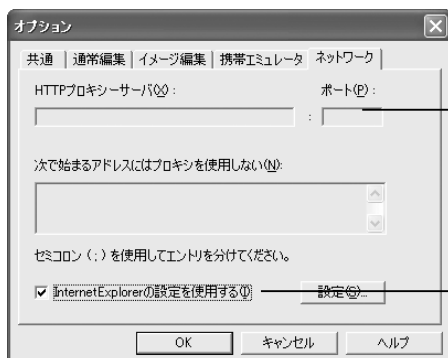 オプション
共通 通常編集 イメージ編集 携帯エミュレータ ネットワーク
HTTPプロキシーサーバ(X): ポート(P):
:
次で始まるアドレスにはプロキシを使用しない(N):
セミコロン(;)を使用してエントリを分けてください。
InternetExplorerの設定を使用する(I) 設定(S)...
OK キャンセル ヘルプ